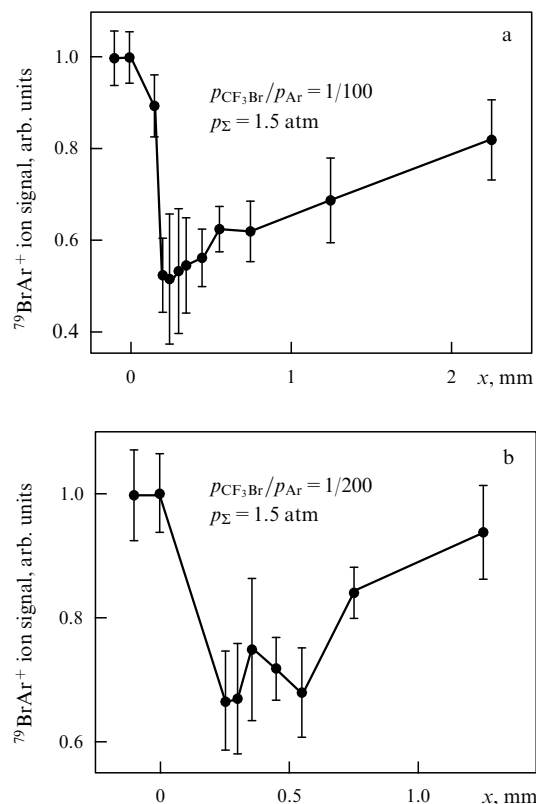 a
1.0
0.8
0.6
0.4
⁷⁹BrAr⁺ ion signal, arb. units
p_CF₃Br/p_Ar = 1/100
p_Σ = 1.5 atm
0
1
2
x, mm
b
1.0
0.8
0.6
⁷⁹BrAr⁺ ion signal, arb. units
p_CF₃Br/p_Ar = 1/200
p_Σ = 1.5 atm
0
0.5
1.0
x, mm